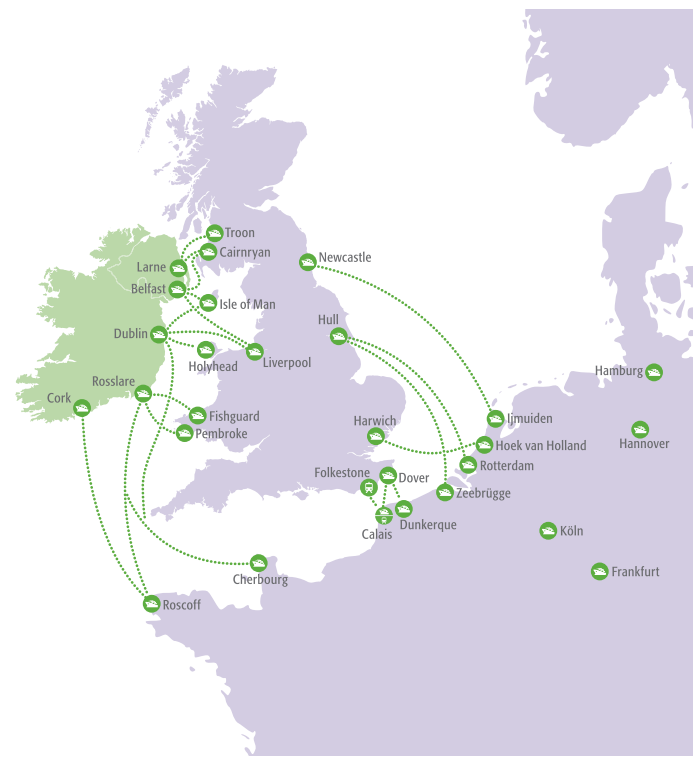 Troon
Cairnryan
Newcastle
Larne
Belfast
Isle of Man
Hull
Dublin
Holyhead
Liverpool
Hamburg
Rosslare
Cork
Fishguard
Harwich
Ijmuiden
Pembroke
Hoek van Holland
Hannover
Rotterdam
Folkestone
Dover
Zeebrügge
Dunkerque
Calais
Köln
Cherbourg
Frankfurt
Roscoff